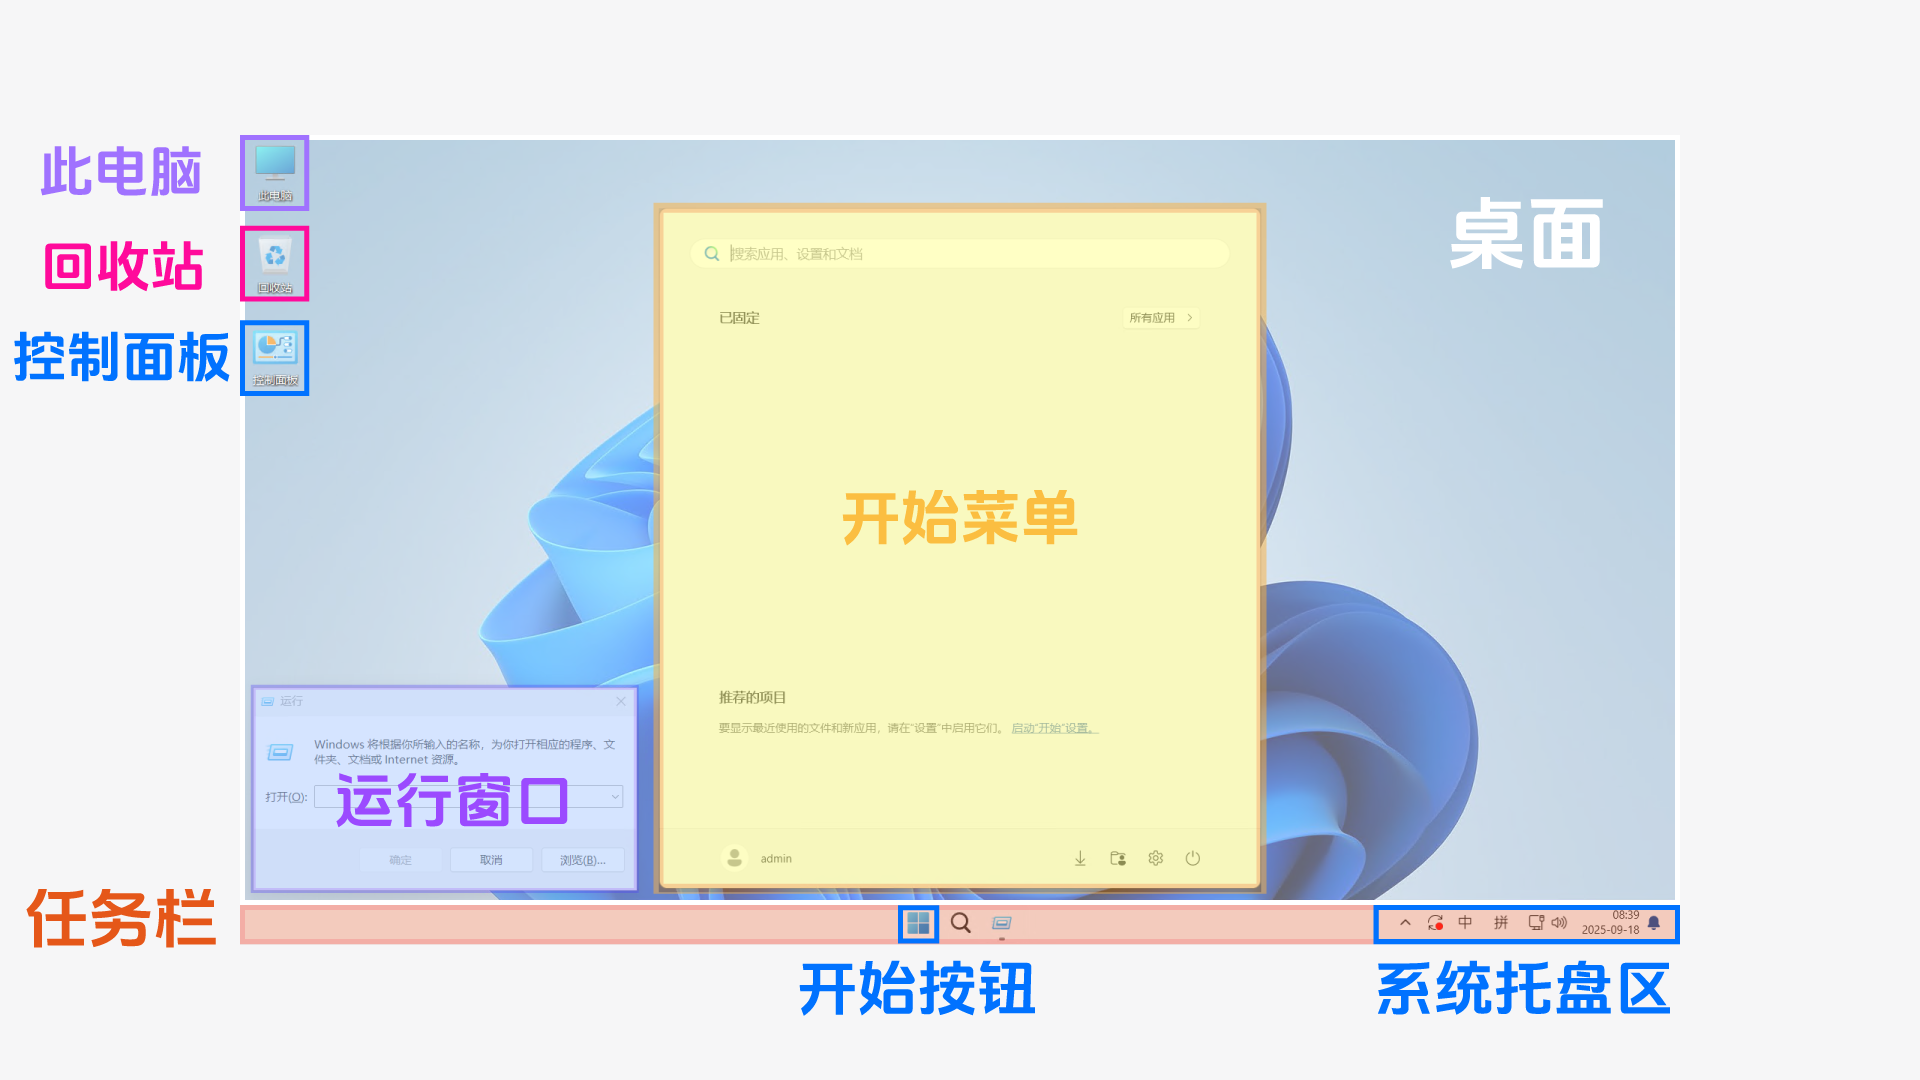 此电脑
此电脑
桌面
回收站
回收站
控制面板
控制面板
搜索应用、设置和文档
已固定
所有应用
开始菜单
推荐的项目
要显示最近使用的文件和新应用，请在"设置"中启用它们。 启动"开始"设置。
admin
运行
Windows 将根据你所输入的名称，为你打开相应的程序、文
件夹、文档或 Internet 资源。
打开(O):
运行窗口
确定
取消
浏览(B)...
任务栏
中
拼
08:39
2025-09-18
开始按钮
系统托盘区